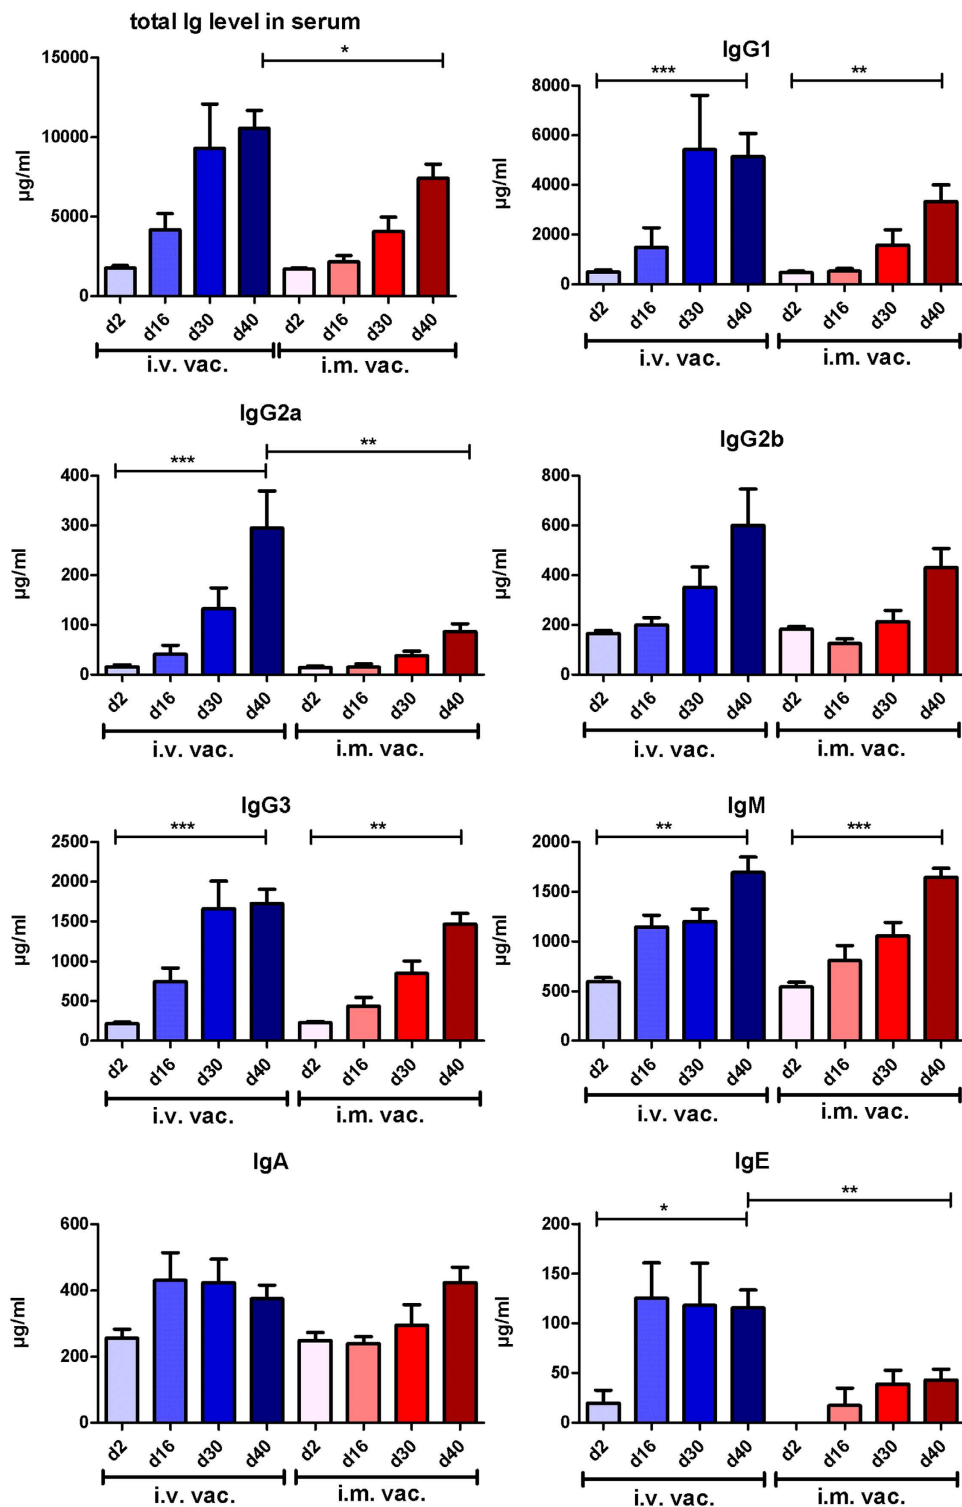 total Ig level in serum
*
15000
10000
5000
0
µg/ml
d2 d16 d30 d40 d2 d16 d30 d40
i.v. vac. i.m. vac.
IgG1
*** **
8000
6000
4000
2000
0
µg/ml
d2 d16 d30 d40 d2 d16 d30 d40
i.v. vac. i.m. vac.
IgG2a
*** **
400
300
200
100
0
µg/ml
d2 d16 d30 d40 d2 d16 d30 d40
i.v. vac. i.m. vac.
IgG2b
800
600
400
200
0
µg/ml
d2 d16 d30 d40 d2 d16 d30 d40
i.v. vac. i.m. vac.
IgG3
*** **
2500
2000
1500
1000
500
0
µg/ml
d2 d16 d30 d40 d2 d16 d30 d40
i.v. vac. i.m. vac.
IgM
** ***
2000
1500
1000
500
0
µg/ml
d2 d16 d30 d40 d2 d16 d30 d40
i.v. vac. i.m. vac.
IgA
600
400
200
0
µg/ml
d2 d16 d30 d40 d2 d16 d30 d40
i.v. vac. i.m. vac.
IgE
* **
200
150
100
50
0
µg/ml
d2 d16 d30 d40 d2 d16 d30 d40
i.v. vac. i.m. vac.